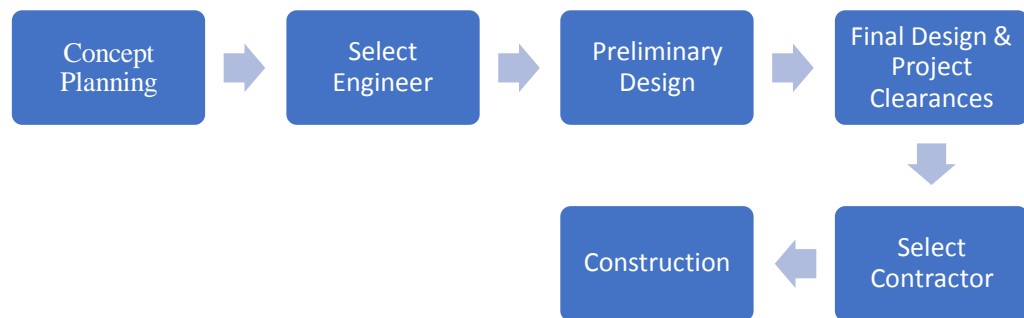 Concept
Planning
Select
Engineer
Preliminary
Design
Final Design &
Project
Clearances
Select
Contractor
Construction